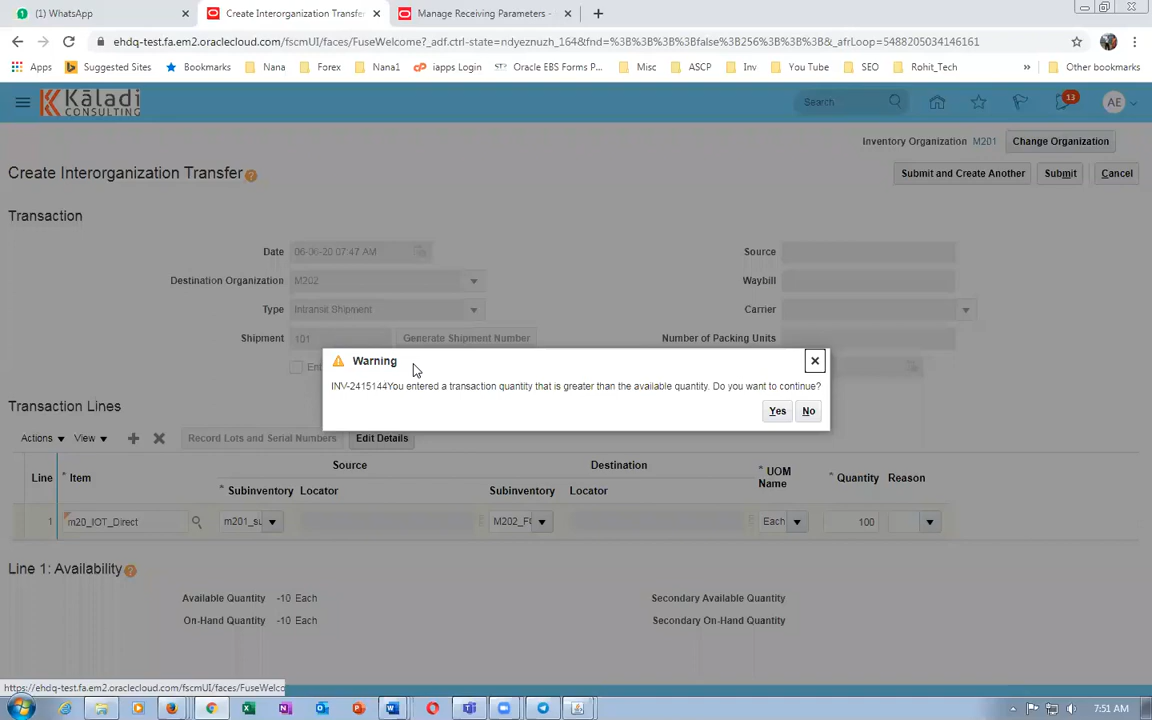 (1) WhatsApp
Create Interorganization Transfer
Manage Receiving Parameters -
ehdq-test.fa.em2.oraclecloud.com/fscmUI/faces/FuseWelcome?_adf.ctrl-state=ndyeznuzh_164&fnd=%3B%3B%3B%3Bfalse%3B256%3B%3B%3B&_afrLoop=5488205034146161
Apps Suggested Sites Bookmarks Nana Forex Nana1 iapps Login Oracle EBS Forms P... Misc ASCP Inv You Tube SEO Rohit_Tech » Other bookmarks
Kāladi
CONSULTING
Search
13
AE
Inventory Organization M201 Change Organization
Create Interorganization Transfer
Submit and Create Another Submit Cancel
Transaction
Date 06-06-20 07:47 AM
Source
Destination Organization M202
Waybill
Type Intransit Shipment
Carrier
Shipment 101 Generate Shipment Number
Number of Packing Units
Warning
INV-2415144You entered a transaction quantity that is greater than the available quantity. Do you want to continue?
Yes No
Transaction Lines
Actions View Record Lots and Serial Numbers Edit Details
Source Destination
Line * Item * Subinventory Locator Subinventory Locator * UOM Name * Quantity Reason
1 m20_IOT_Direct m201_su M202_F Each 100
Line 1: Availability
Available Quantity -10 Each
Secondary Available Quantity
On-Hand Quantity -10 Each
Secondary On-Hand Quantity
https://ehdq-test.fa.em2.oraclecloud.com/fscmUI/faces/FuseWelco
7:51 AM